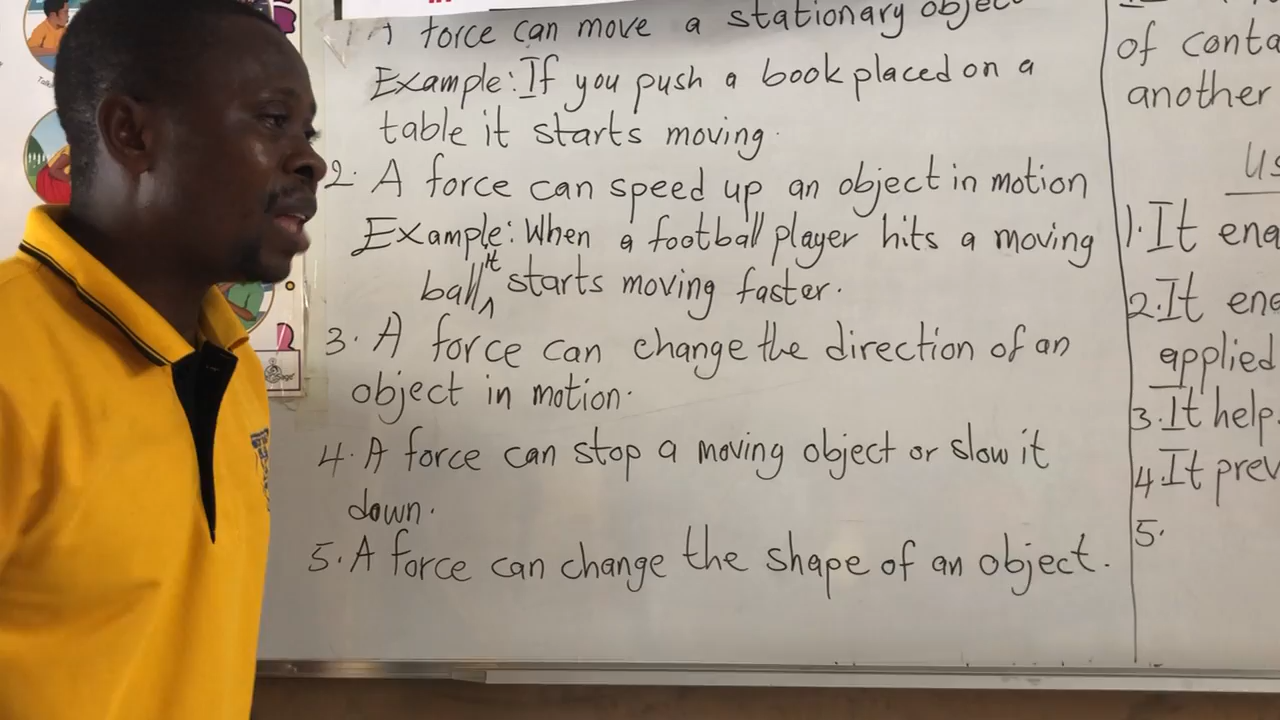 A force can move a stationary object
Example: If you push a book placed on a
table it starts moving.
2. A force can speed up an object in motion
Example: When a football player hits a moving
ball it starts moving faster.
3. A force can change the direction of an
object in motion.
4. A force can stop a moving object or slow it
down.
5. A force can change the shape of an object.
of conta
another
Us
1. It ena
2. It ena
applied
3. It help
4. It prev
5.